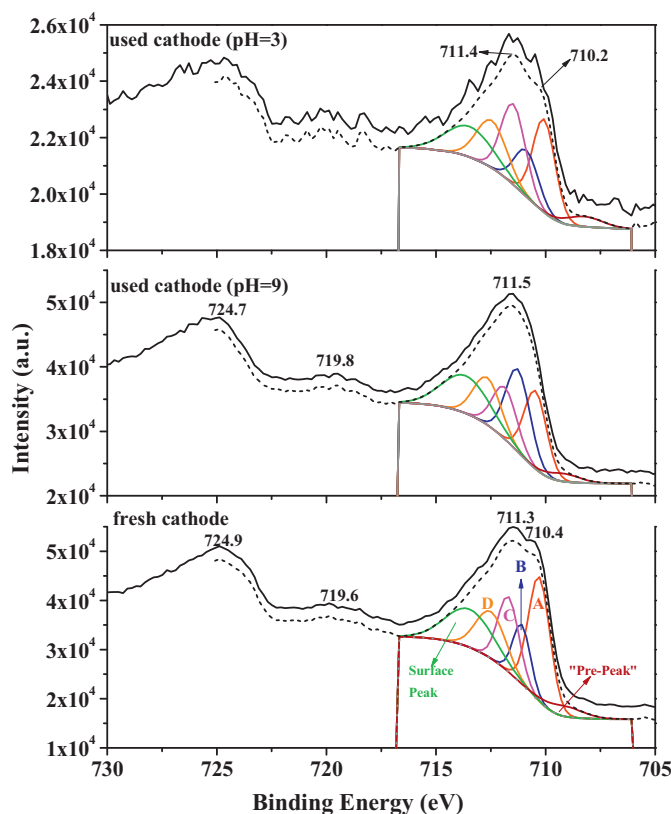 Intensity (a.u.)
used cathode (pH=3)
2.6x10⁴
2.4x10⁴
2.2x10⁴
2.0x10⁴
1.8x10⁴
711.4
710.2
used cathode (pH=9)
5x10⁴
4x10⁴
3x10⁴
2x10⁴
724.7
719.8
711.5
fresh cathode
5x10⁴
4x10⁴
3x10⁴
2x10⁴
1x10⁴
724.9
719.6
711.3
710.4
B
D
C
A
Surface
Peak
"Pre-Peak"
730 725 720 715 710 705
Binding Energy (eV)